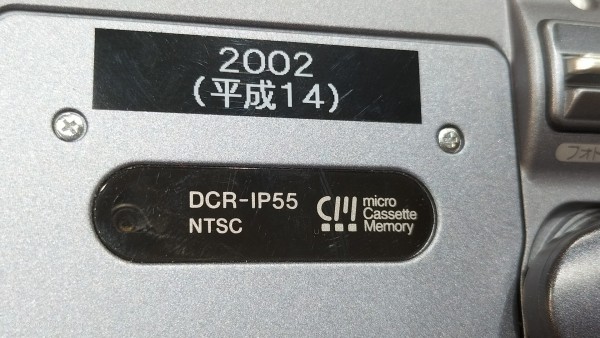 2002
(平成14)
DCR-IP55
NTSC
micro
Cassette
Memory
フォト